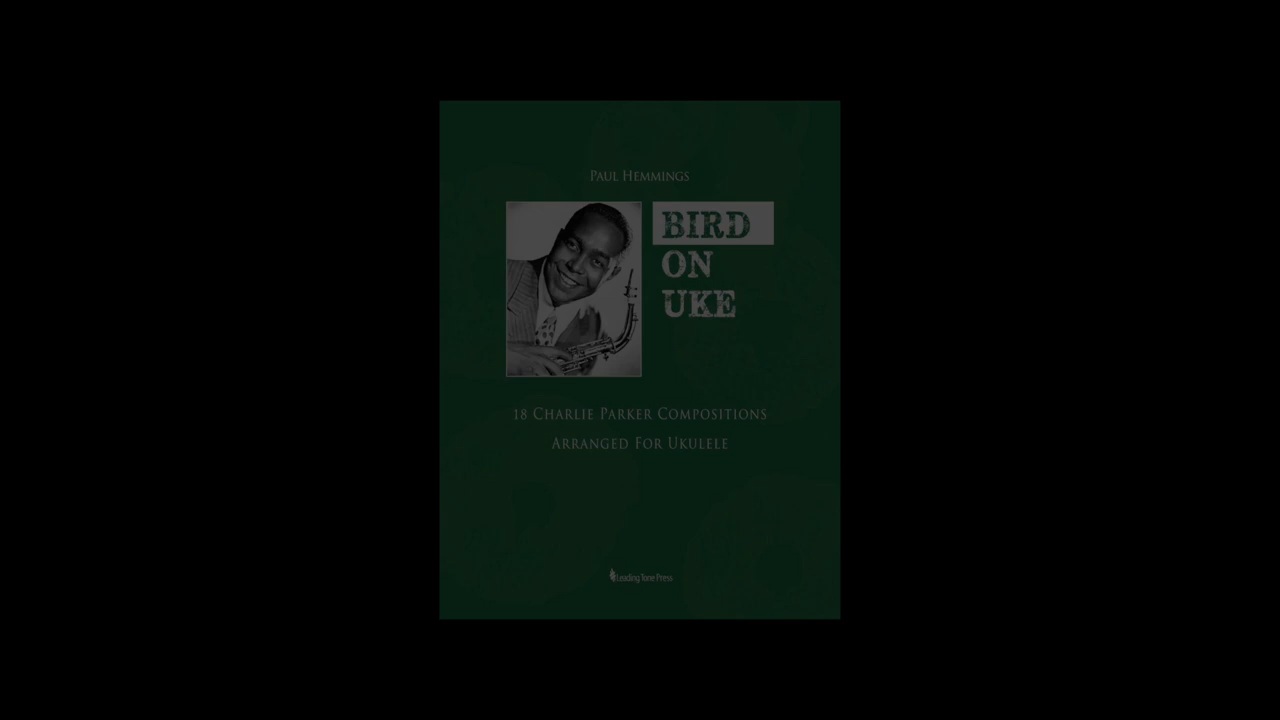 PAUL HEMMINGS
BIRD
ON
UKE
18 CHARLIE PARKER COMPOSITIONS
ARRANGED FOR UKULELE
Leading Tone Press